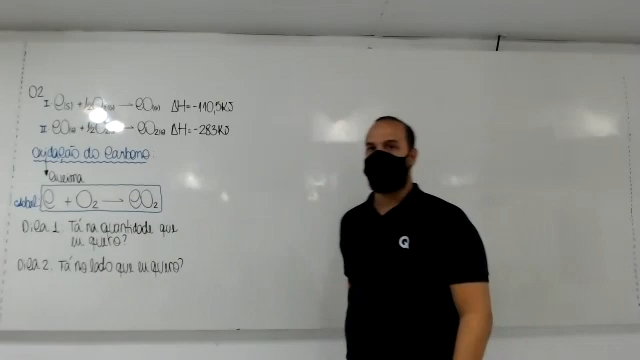 02
I C(s) + ½O2(g) → CO(g) ΔH=-110,5KJ
II CO(g) + ½O2(g) → CO2(g) ΔH=-283KJ
Oxidação do Carbono
Queima
global: C + O2 → CO2
Dica 1. Tá na quantidade que
eu quero?
Dica 2. Tá no lado que eu quero?
Q